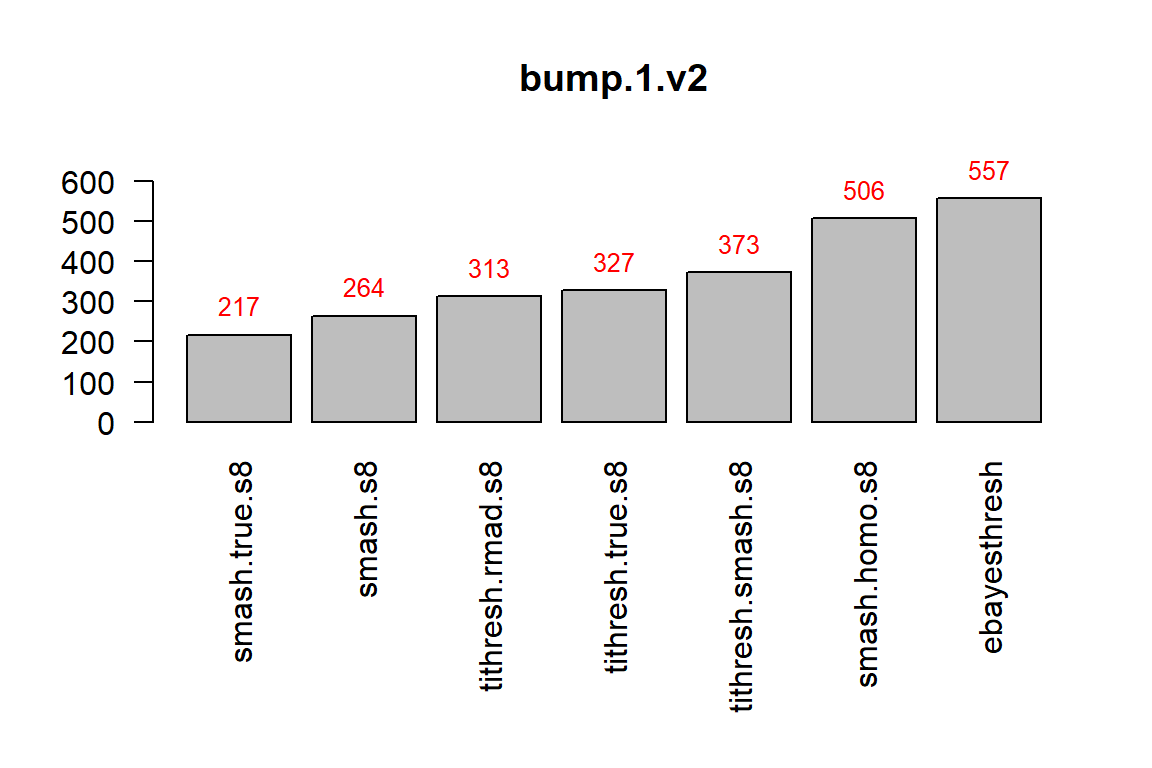 bump.1.v2
600
500
400
300
200
100
0
217
264
313
327
373
506
557
smash.true.s8
smash.s8
tithresh.rmad.s8
tithresh.true.s8
tithresh.smash.s8
smash.homo.s8
ebayesthresh